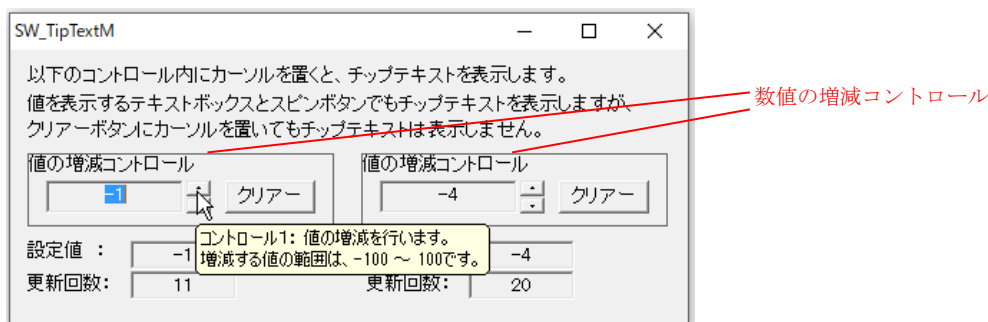 SW_TipTextM
以下のコントロール内にカーソルを置くと、チップテキストを表示します。
値を表示するテキストボックスとスピンボタンでもチップテキストを表示しますが、
クリアーボタンにカーソルを置いてもチップテキストは表示しません。
数値の増減コントロール
値の増減コントロール 値の増減コントロール
-1 クリアー -4 クリアー
コントロール1: 値の増減を行います。
増減する値の範囲は、-100 ～ 100です。
設定値 : -1 -4
更新回数: 11 更新回数: 20